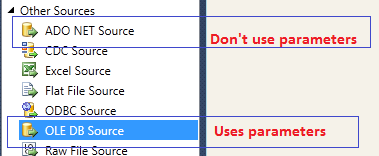 Other Sources
ADO NET Source
Don't use parameters
CDC Source
Excel Source
Flat File Source
ODBC Source
OLE DB Source
Uses parameters
Raw File Source